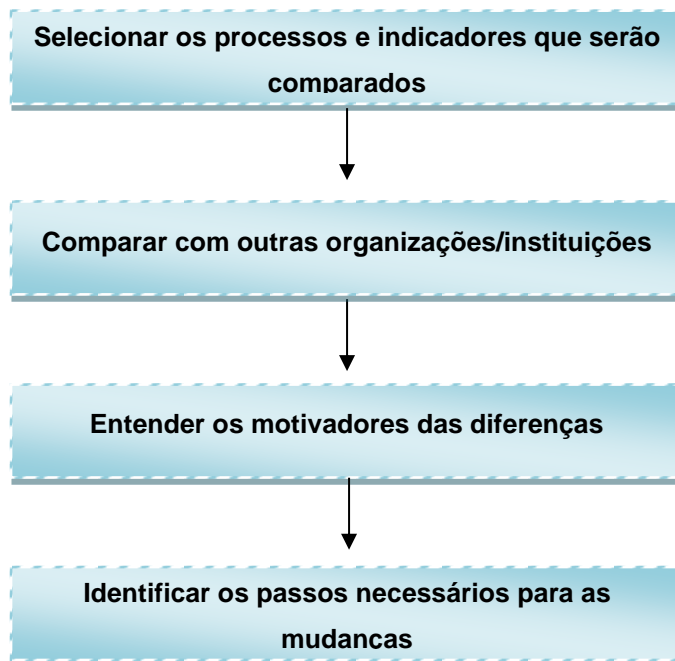 Selecionar os processos e indicadores que serão
comparados
Comparar com outras organizações/instituições
Entender os motivadores das diferenças
Identificar os passos necessários para as
mudanças